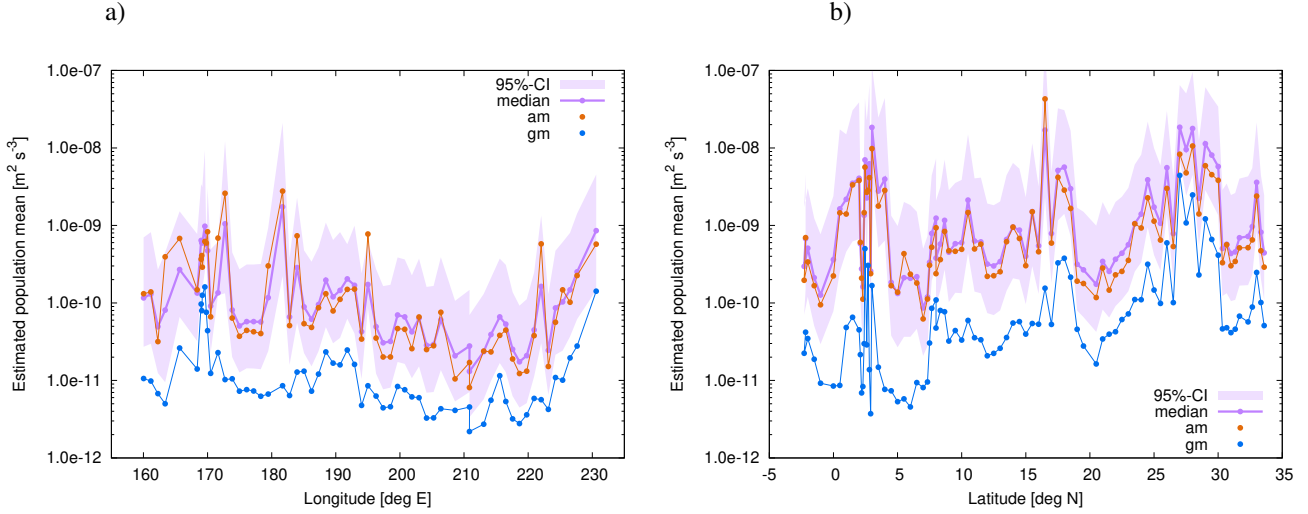 a)
Estimated population mean [m² s⁻³]
1.0e-07
1.0e-08
1.0e-09
1.0e-10
1.0e-11
1.0e-12
95%-CI
median
am
gm
160 170 180 190 200 210 220 230
Longitude [deg E]
b)
Estimated population mean [m² s⁻³]
1.0e-07
1.0e-08
1.0e-09
1.0e-10
1.0e-11
1.0e-12
95%-CI
median
am
gm
-5 0 5 10 15 20 25 30 35
Latitude [deg N]